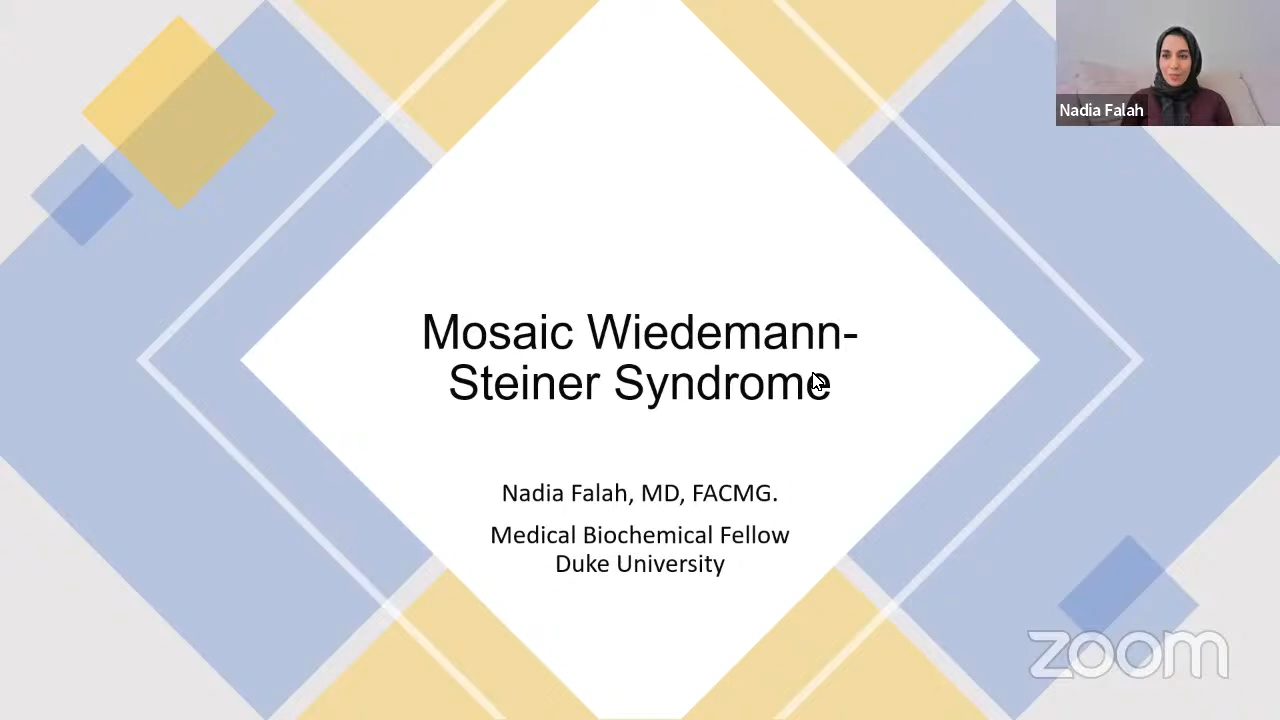 Nadia Falah
Mosaic Wiedemann-
Steiner Syndrome
Nadia Falah, MD, FACMG.
Medical Biochemical Fellow
Duke University
zoom